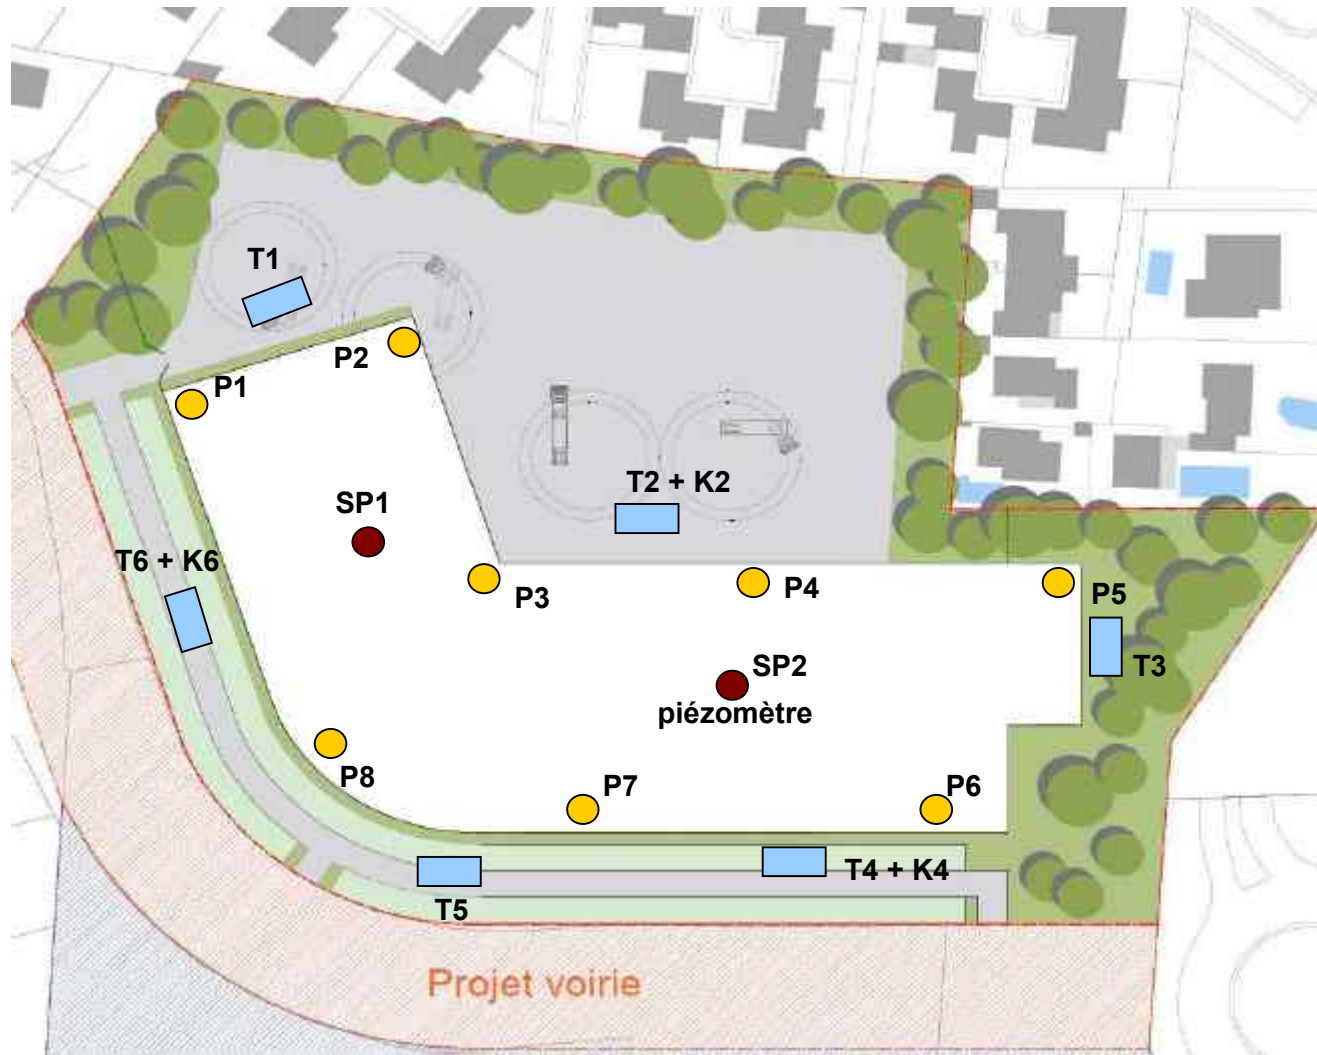 T1
P2
P1
T2 + K2
SP1
T6 + K6
P3
P4
P5
SP2
T3
piézomètre
P8
P7
P6
T4 + K4
T5
Projet voirie